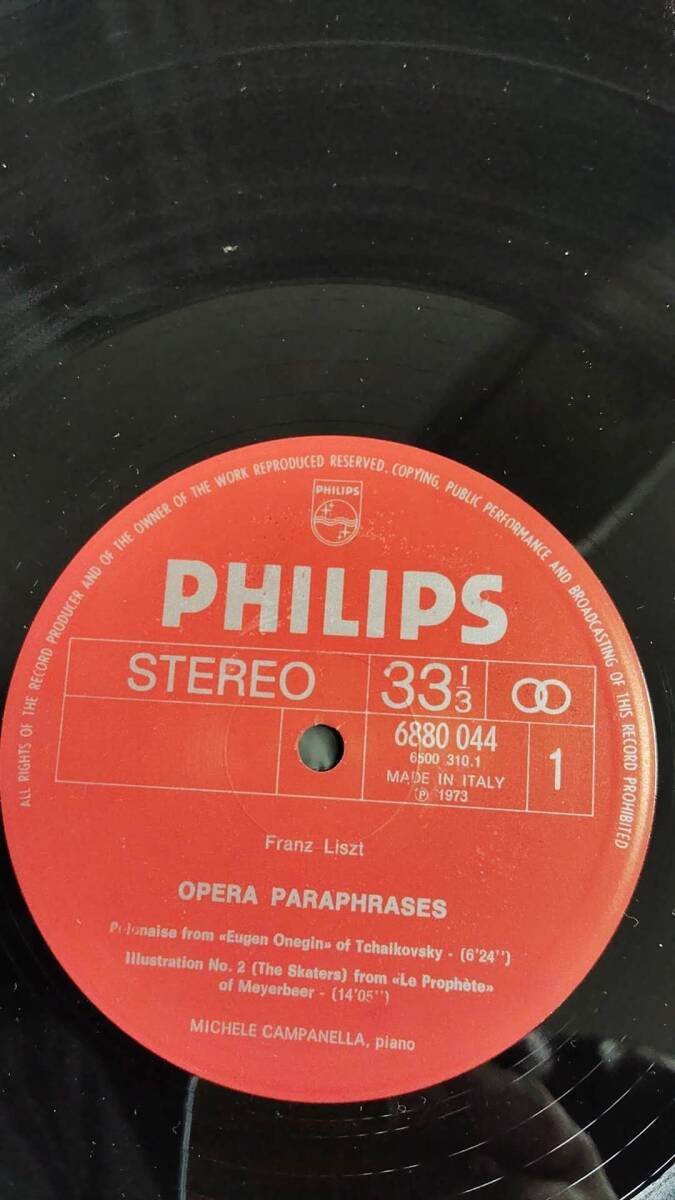 ALL RIGHTS OF THE RECORD PRODUCER AND OF THE OWNER OF THE WORK REPRODUCED RESERVED. COPYING, PUBLIC PERFORMANCE AND BROADCASTING OF THIS RECORD PROHIBITED
PHILIPS
PHILIPS
STEREO 33 1/3
6880 044
6500 310.1
MADE IN ITALY
℗ 1973
1
Franz Liszt
OPERA PARAPHRASES
Polonaise from «Eugen Onegin» of Tchaikovsky - (6'24'')
Illustration No. 2 (The Skaters) from «Le Prophète»
of Meyerbeer - (14'05'')
MICHELE CAMPANELLA, piano